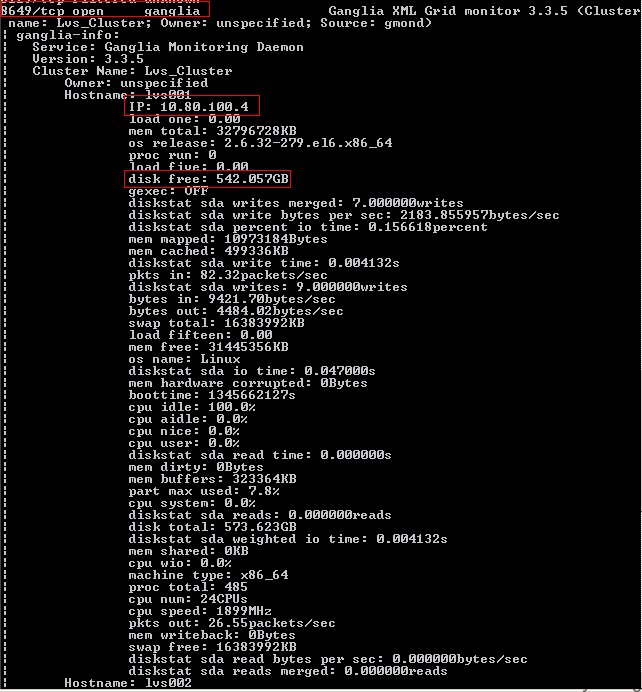 8649/tcp open     ganglia          Ganglia XML Grid monitor 3.3.5 (Cluster
name: Lvs_Cluster; Owner: unspecified; Source: gmond)
| ganglia-info:
|   Service: Ganglia Monitoring Daemon
|   Version: 3.3.5
|   Cluster Name: Lvs_Cluster
|       Owner: unspecified
|       Hostname: lvs001
|               IP: 10.80.100.4
|               load one: 0.00
|               mem total: 32796728KB
|               os release: 2.6.32-279.el6.x86_64
|               proc run: 0
|               load five: 0.00
|               disk free: 542.057GB
|               gexec: OFF
|               diskstat sda writes merged: 7.000000writes
|               diskstat sda write bytes per sec: 2183.855957bytes/sec
|               diskstat sda percent io time: 0.156618percent
|               mem mapped: 10973184Bytes
|               mem cached: 499336KB
|               diskstat sda write time: 0.004132s
|               pkts in: 82.32packets/sec
|               diskstat sda writes: 9.000000writes
|               bytes in: 9421.70bytes/sec
|               bytes out: 4484.02bytes/sec
|               swap total: 16383992KB
|               load fifteen: 0.00
|               mem free: 31445356KB
|               os name: Linux
|               diskstat sda io time: 0.047000s
|               mem hardware corrupted: 0Bytes
|               boottime: 1345662127s
|               cpu idle: 100.0%
|               cpu aidle: 0.0%
|               cpu nice: 0.0%
|               cpu user: 0.0%
|               diskstat sda read time: 0.000000s
|               mem dirty: 0Bytes
|               mem buffers: 323364KB
|               part max used: 7.8%
|               cpu system: 0.0%
|               diskstat sda reads: 0.000000reads
|               disk total: 573.623GB
|               diskstat sda weighted io time: 0.004132s
|               mem shared: 0KB
|               cpu wio: 0.0%
|               machine type: x86_64
|               proc total: 485
|               cpu num: 24CPUs
|               cpu speed: 1899MHz
|               pkts out: 26.55packets/sec
|               mem writeback: 0Bytes
|               swap free: 16383992KB
|               diskstat sda read bytes per sec: 0.000000bytes/sec
|               diskstat sda reads merged: 0.000000reads
|       Hostname: lvs002